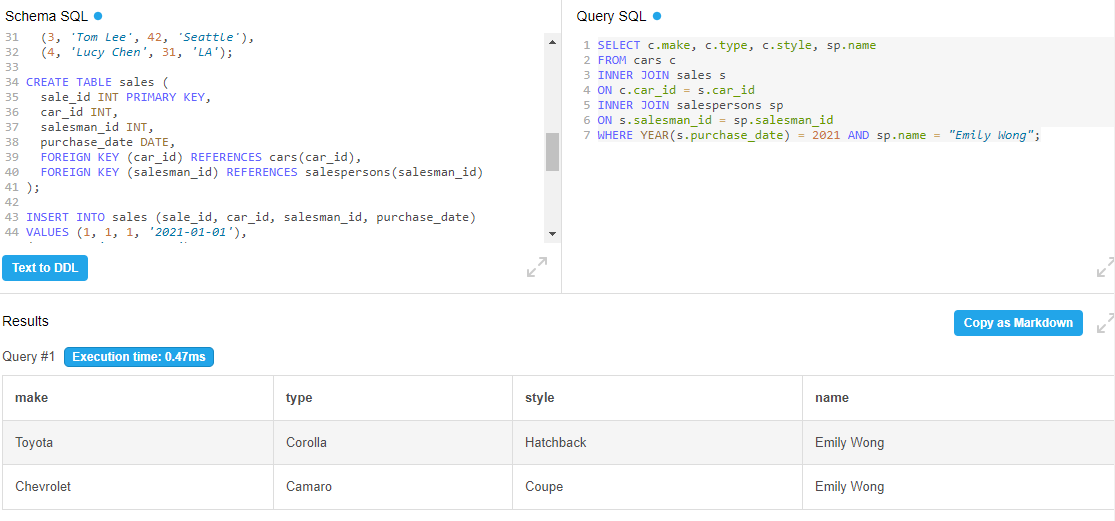 Schema SQL
31 (3, 'Tom Lee', 42, 'Seattle'),
32 (4, 'Lucy Chen', 31, 'LA');
33
34 CREATE TABLE sales (
35 sale_id INT PRIMARY KEY,
36 car_id INT,
37 salesman_id INT,
38 purchase_date DATE,
39 FOREIGN KEY (car_id) REFERENCES cars(car_id),
40 FOREIGN KEY (salesman_id) REFERENCES salespersons(salesman_id)
41 );
42
43 INSERT INTO sales (sale_id, car_id, salesman_id, purchase_date)
44 VALUES (1, 1, 1, '2021-01-01'),
Text to DDL
Query SQL
1 SELECT c.make, c.type, c.style, sp.name
2 FROM cars c
3 INNER JOIN sales s
4 ON c.car_id = s.car_id
5 INNER JOIN salespersons sp
6 ON s.salesman_id = sp.salesman_id
7 WHERE YEAR(s.purchase_date) = 2021 AND sp.name = "Emily Wong";
Results
Copy as Markdown
Query #1 Execution time: 0.47ms
make type style name
Toyota Corolla Hatchback Emily Wong
Chevrolet Camaro Coupe Emily Wong